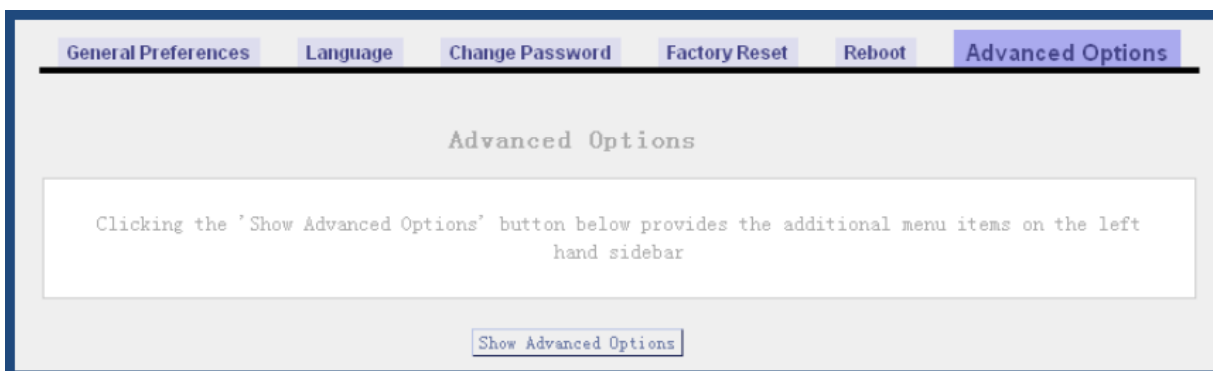 General Preferences Language Change Password Factory Reset Reboot Advanced Options
Advanced Options
Clicking the 'Show Advanced Options' button below provides the additional menu items on the left
hand sidebar
Show Advanced Options